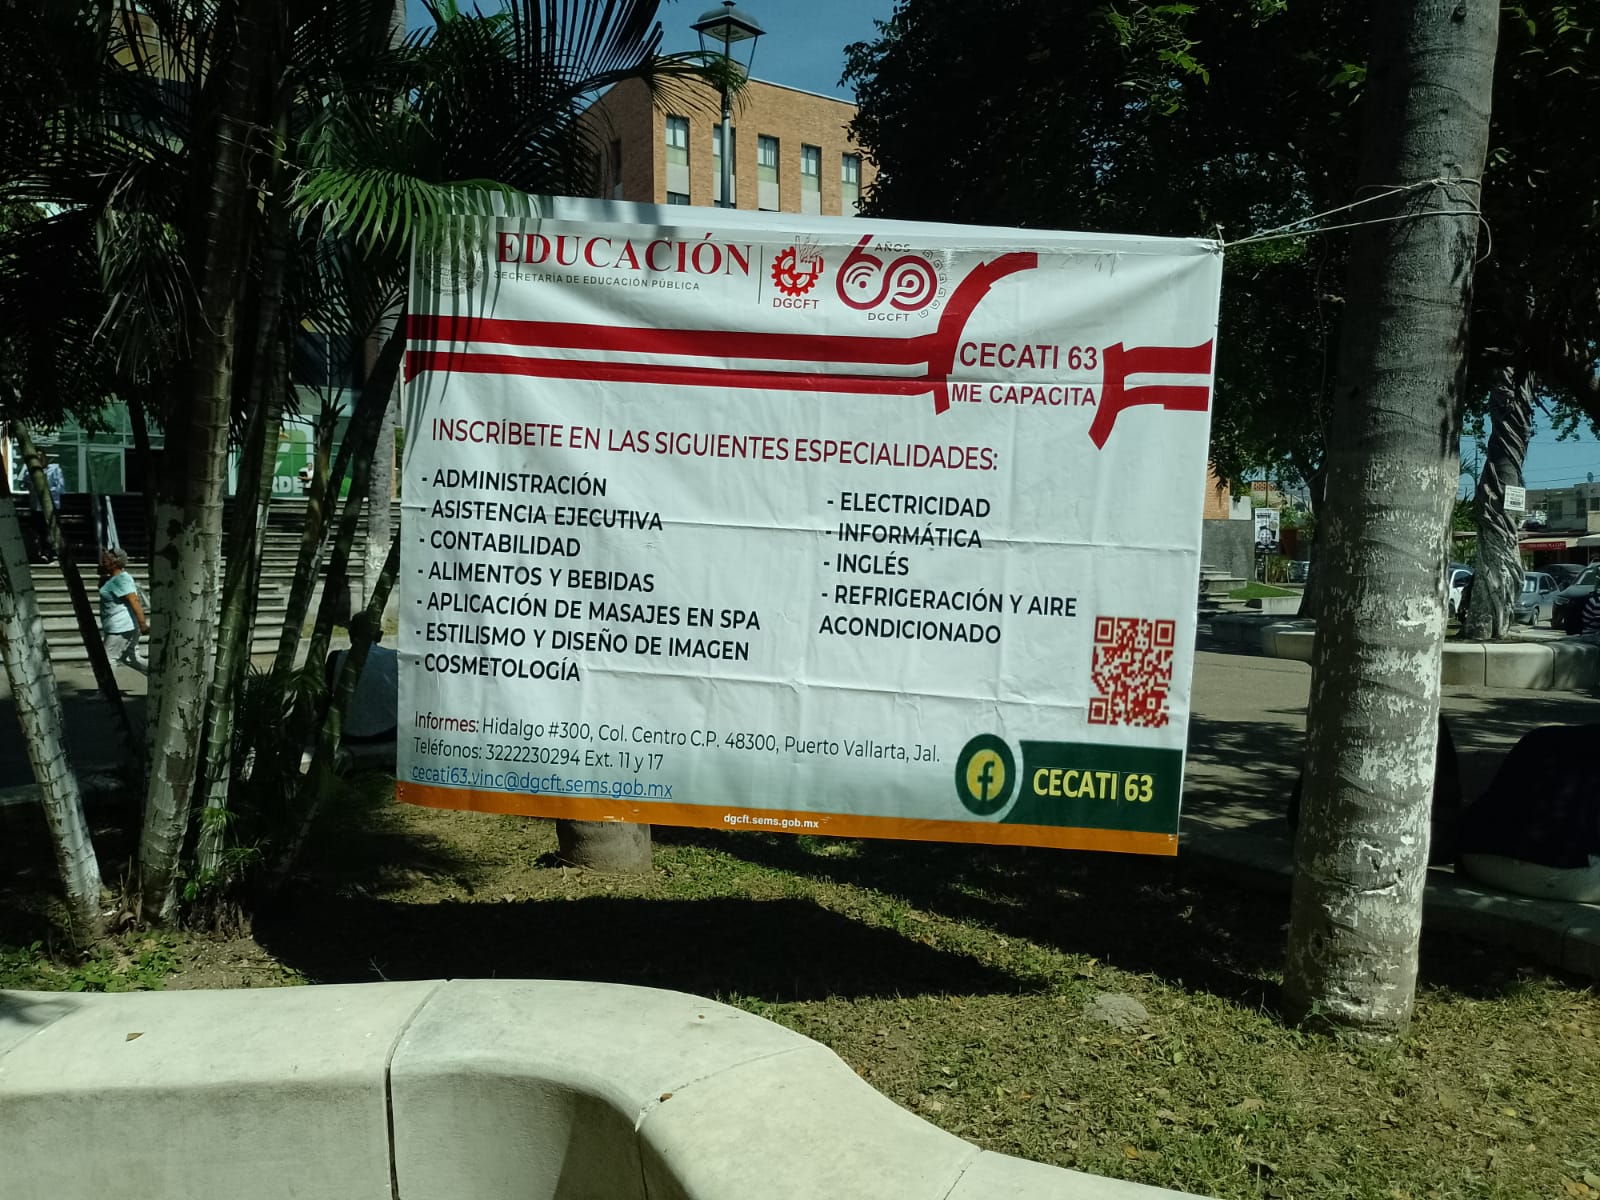 EDUCACIÓN
SECRETARÍA DE EDUCACIÓN PÚBLICA
DGCFT
AÑOS
60
DGCFT
CECATI 63
ME CAPACITA
INSCRÍBETE EN LAS SIGUIENTES ESPECIALIDADES:
- ADMINISTRACIÓN
- ASISTENCIA EJECUTIVA
- CONTABILIDAD
- ALIMENTOS Y BEBIDAS
- APLICACIÓN DE MASAJES EN SPA
- ESTILISMO Y DISEÑO DE IMAGEN
- COSMETOLOGÍA
- ELECTRICIDAD
- INFORMÁTICA
- INGLÉS
- REFRIGERACIÓN Y AIRE
ACONDICIONADO
Informes: Hidalgo #300, Col. Centro C.P. 48300, Puerto Vallarta, Jal.
Teléfonos: 3222230294 Ext. 11 y 17
cecati63.vinc@dgcft.sems.gob.mx
CECATI 63
dgcft.sems.gob.mx